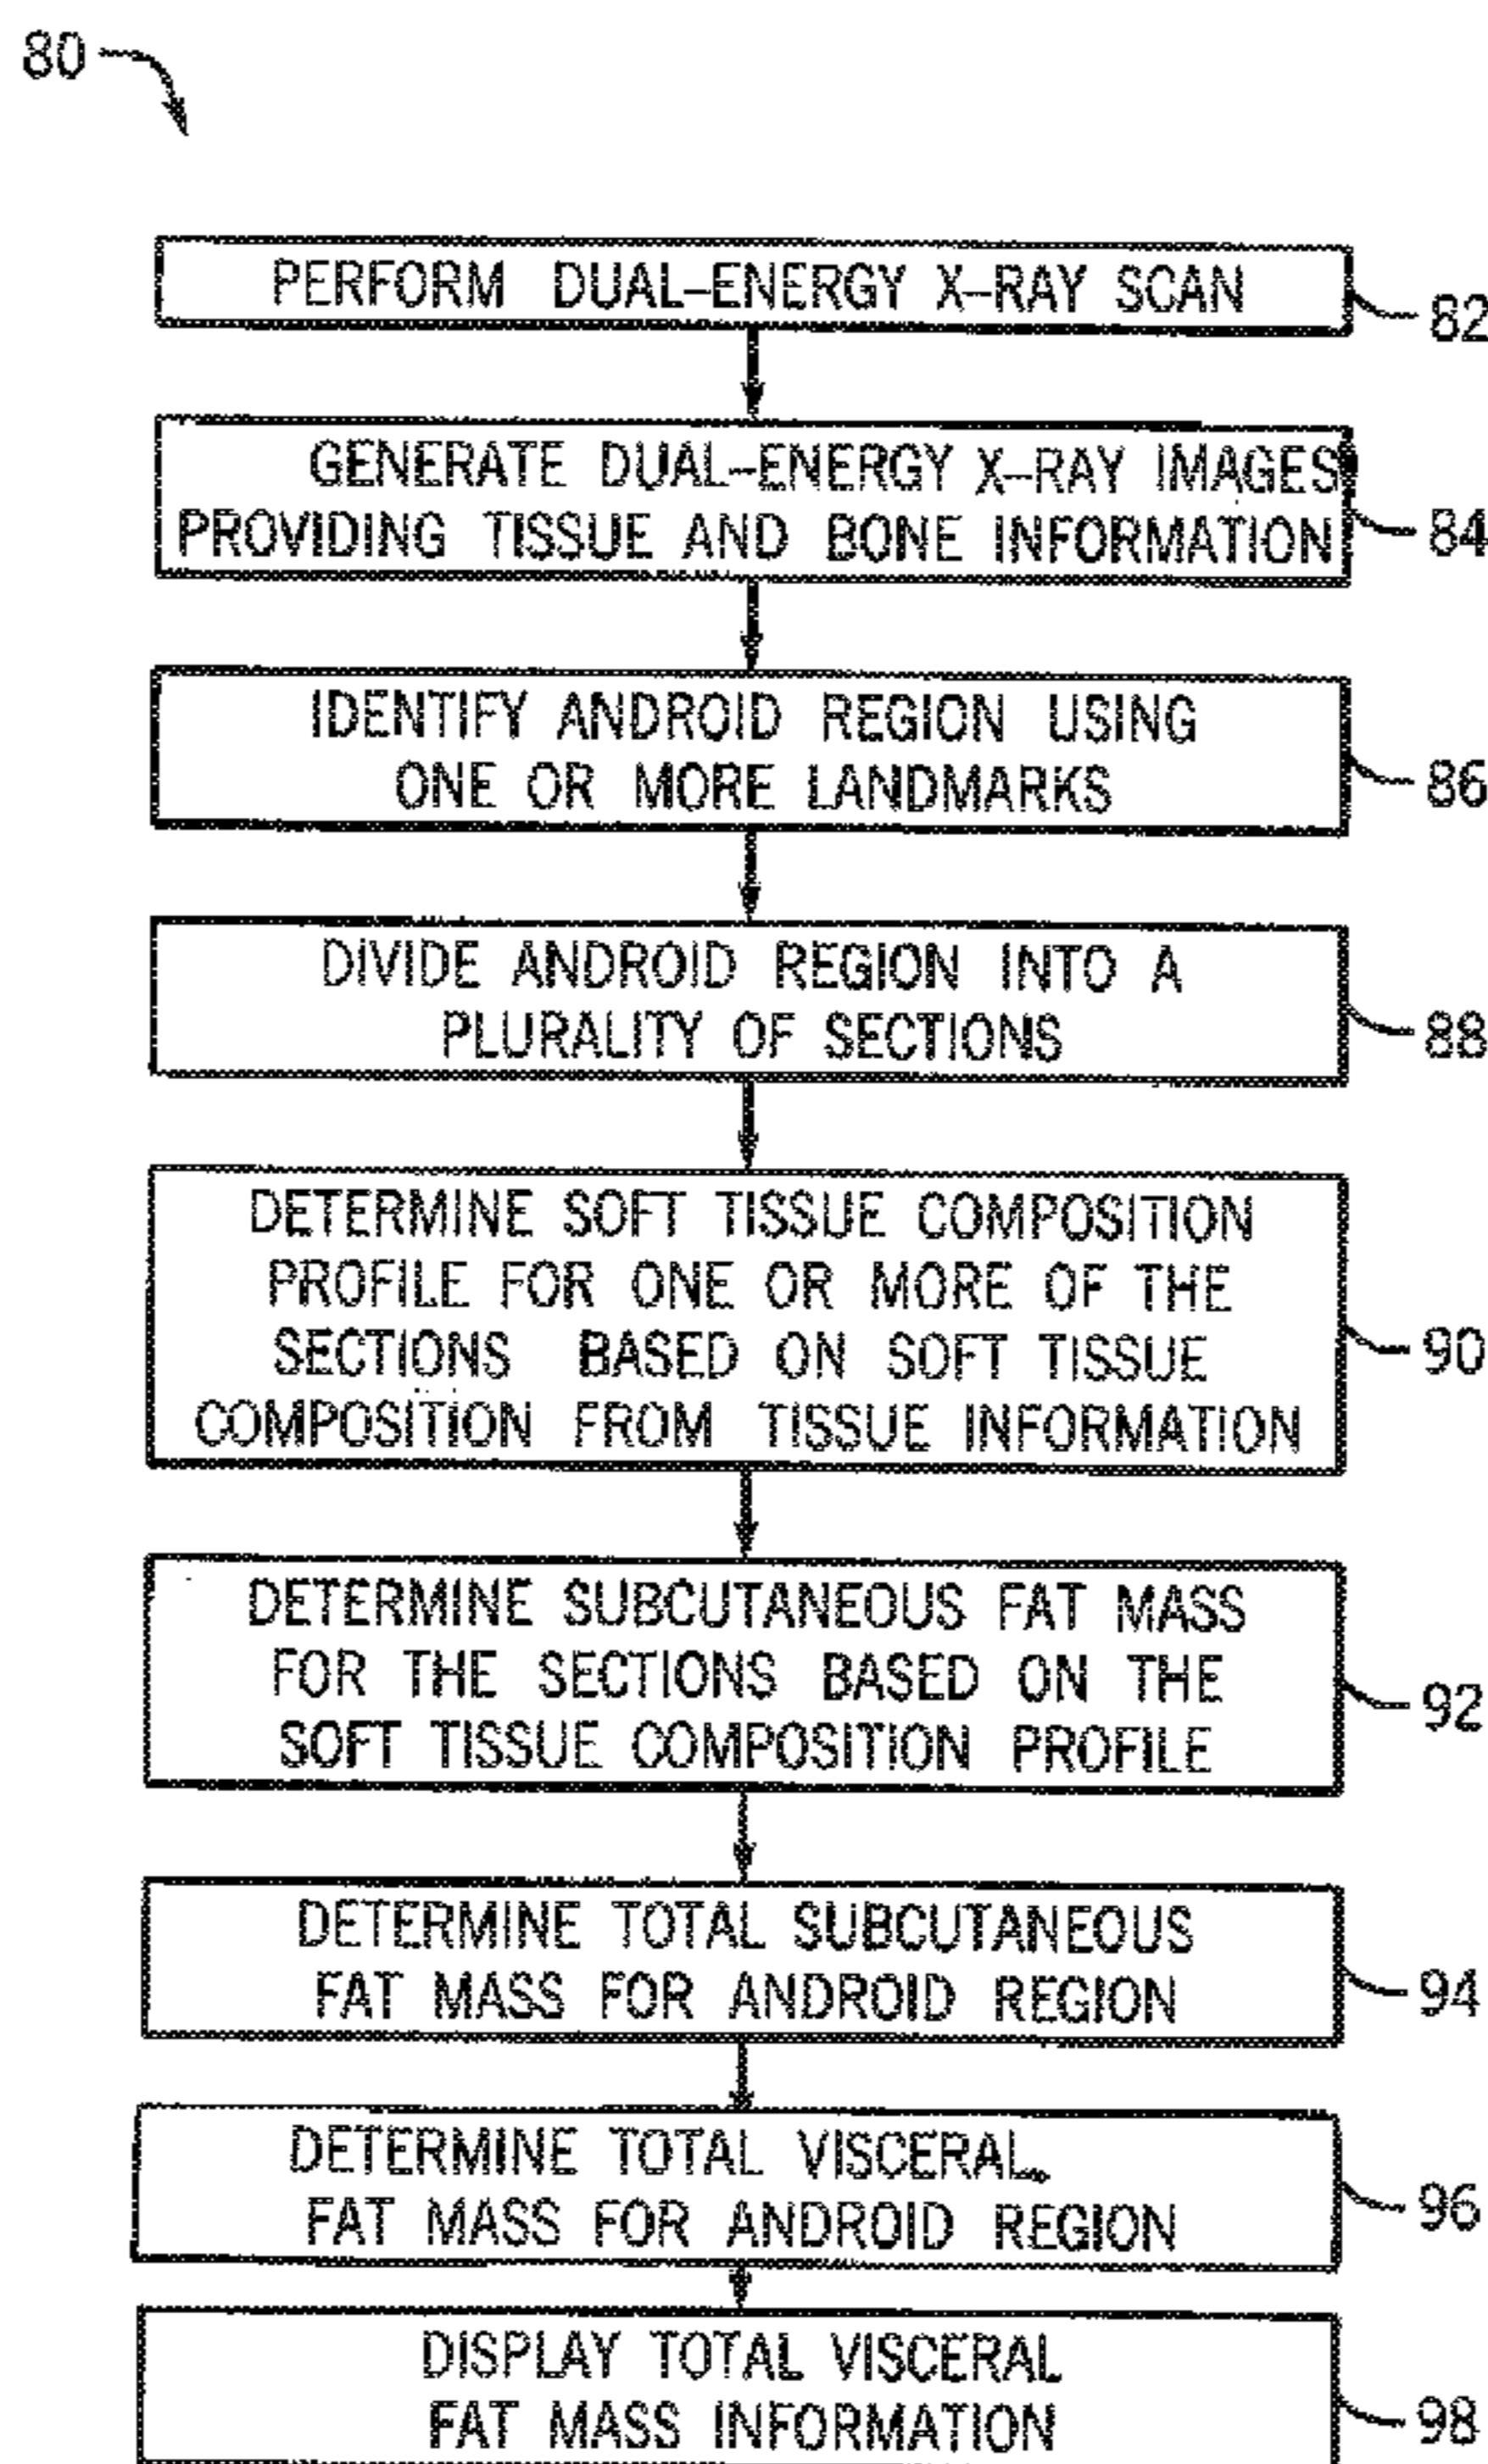 80
PERFORM DUAL-ENERGY X-RAY SCAN
82
GENERATE DUAL-ENERGY X-RAY IMAGES
PROVIDING TISSUE AND BONE INFORMATION
84
IDENTIFY ANDROID REGION USING
ONE OR MORE LANDMARKS
86
DIVIDE ANDROID REGION INTO A
PLURALITY OF SECTIONS
88
DETERMINE SOFT TISSUE COMPOSITION
PROFILE FOR ONE OR MORE OF THE
SECTIONS BASED ON SOFT TISSUE
COMPOSITION FROM TISSUE INFORMATION
90
DETERMINE SUBCUTANEOUS FAT MASS
FOR THE SECTIONS BASED ON THE
SOFT TISSUE COMPOSITION PROFILE
92
DETERMINE TOTAL SUBCUTANEOUS
FAT MASS FOR ANDROID REGION
94
DETERMINE TOTAL VISCERAL
FAT MASS FOR ANDROID REGION
96
DISPLAY TOTAL VISCERAL
FAT MASS INFORMATION
98